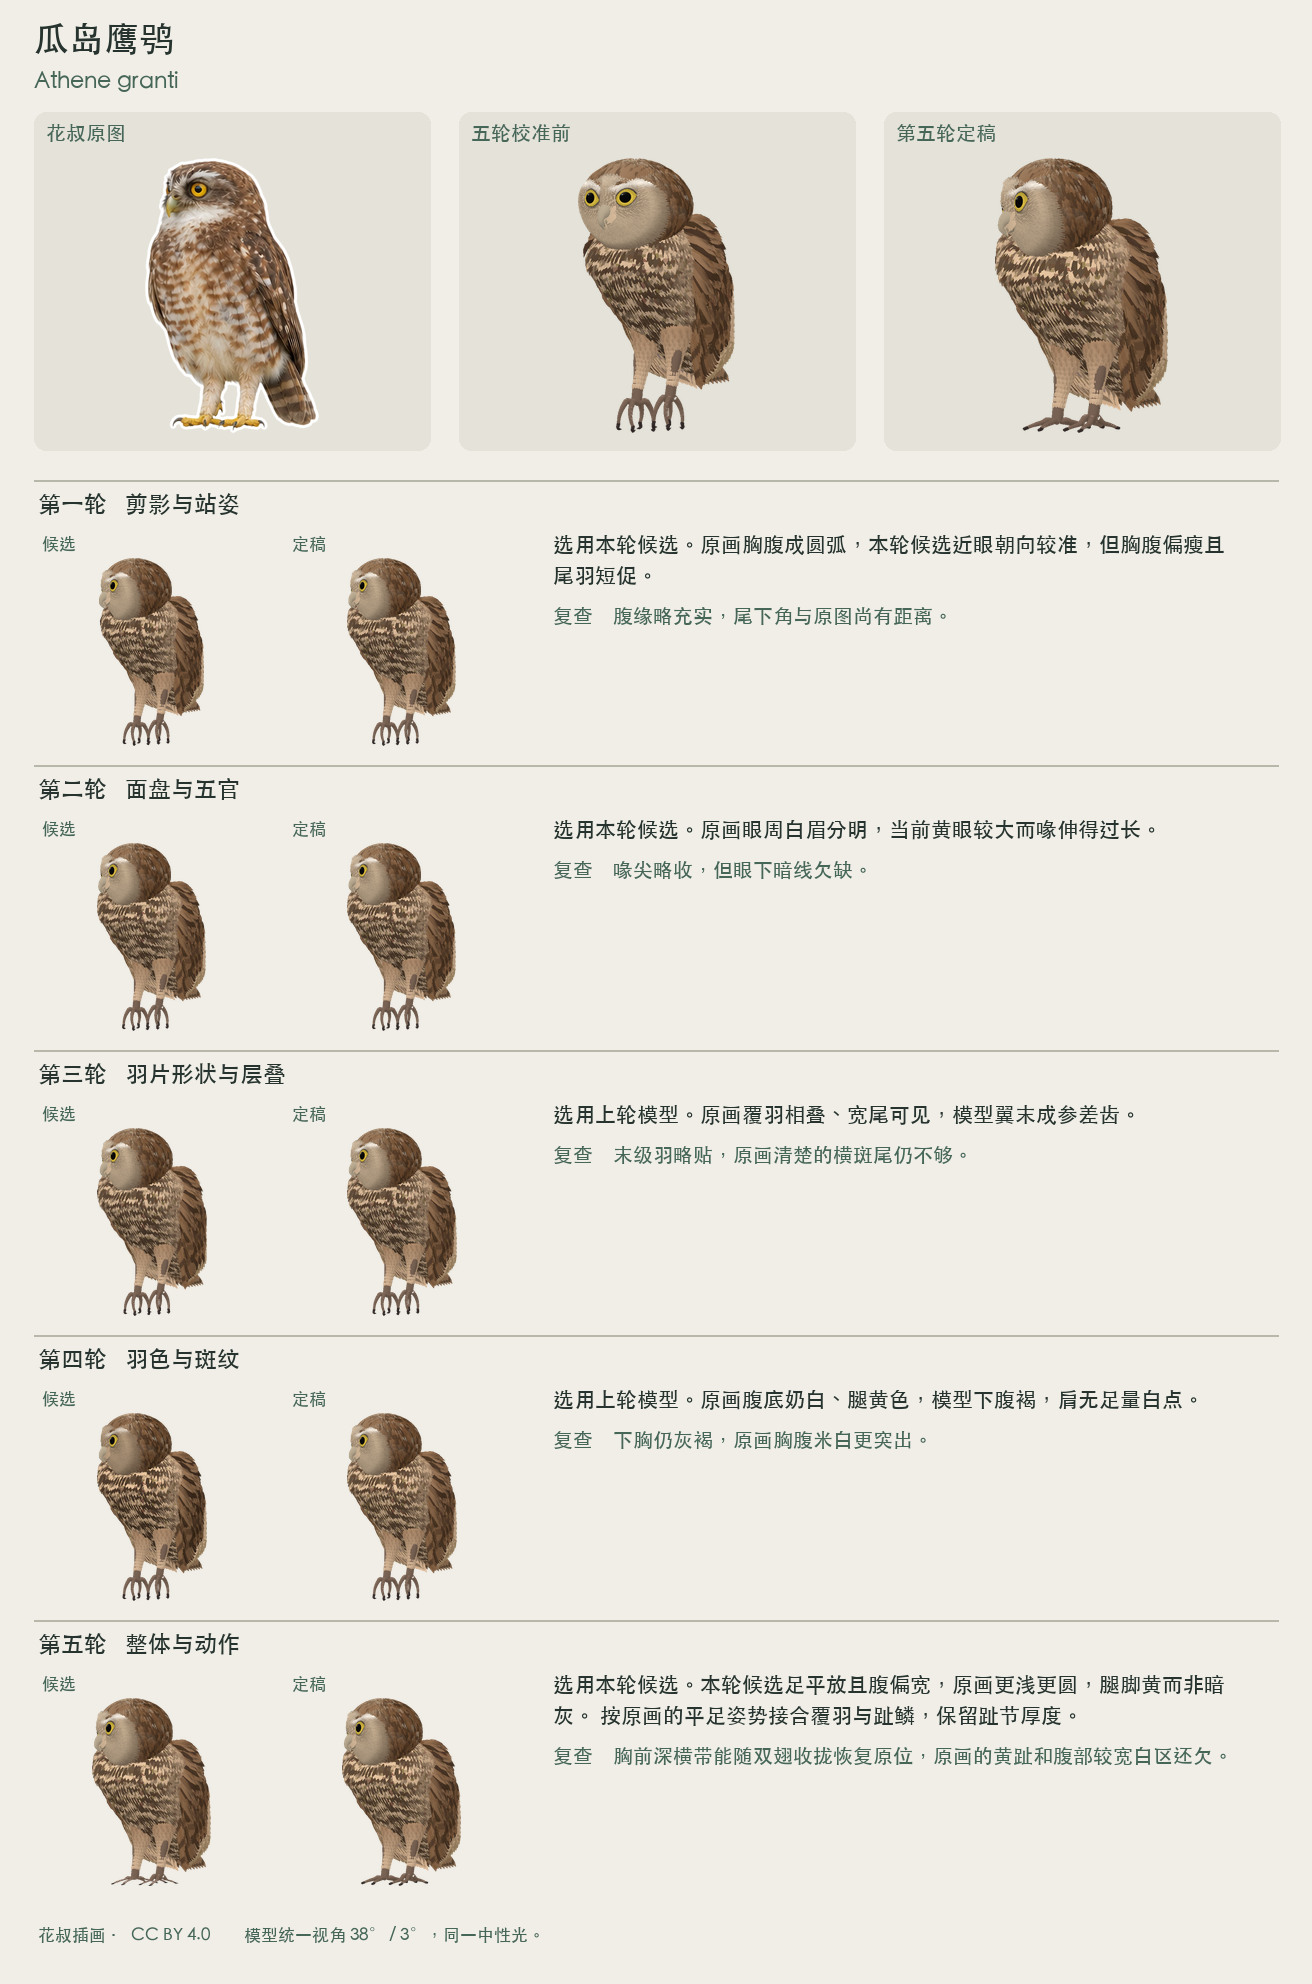 瓜岛鹰鸮
Athene granti
花叔原图
五轮校准前
第五轮定稿
第一轮 剪影与站姿
候选
定稿
选用本轮候选。原画胸腹成圆弧，本轮候选近眼朝向较准，但胸腹偏瘦且
尾羽短促。
复查 腹缘略充实，尾下角与原图尚有距离。
第二轮 面盘与五官
候选
定稿
选用本轮候选。原画眼周白眉分明，当前黄眼较大而喙伸得过长。
复查 喙尖略收，但眼下暗线欠缺。
第三轮 羽片形状与层叠
候选
定稿
选用上轮模型。原画覆羽相叠、宽尾可见，模型翼末成参差齿。
复查 末级羽略贴，原画清楚的横斑尾仍不够。
第四轮 羽色与斑纹
候选
定稿
选用上轮模型。原画腹底奶白、腿黄色，模型下腹褐，肩无足量白点。
复查 下胸仍灰褐，原画胸腹米白更突出。
第五轮 整体与动作
候选
定稿
选用本轮候选。本轮候选足平放且腹偏宽，原画更浅更圆，腿脚黄而非暗
灰。 按原画的平足姿势接合覆羽与趾鳞，保留趾节厚度。
复查 胸前深横带能随双翅收拢恢复原位，原画的黄趾和腹部较宽白区还欠。
花叔插画 · CC BY 4.0 模型统一视角 38° / 3° ，同一中性光。